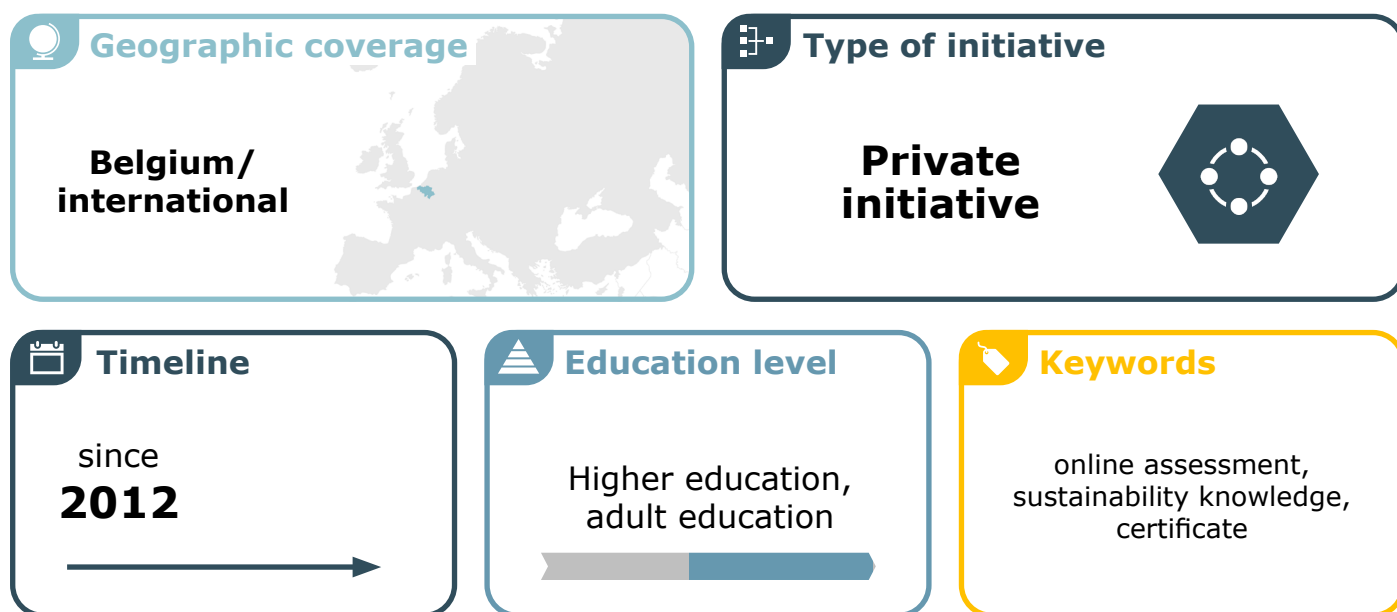 Geographic coverage
Belgium/
international
Type of initiative
Private
initiative
Timeline
since
2012
Education level
Higher education,
adult education
Keywords
online assessment,
sustainability knowledge,
certificate